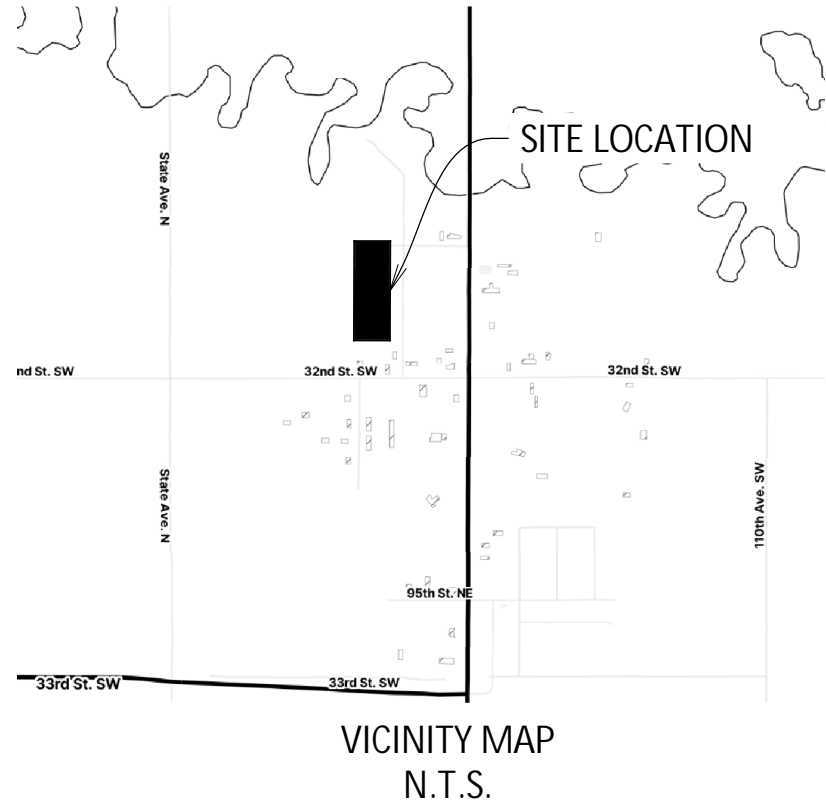 SITE LOCATION
State Ave. N
nd St. SW
32nd St. SW
32nd St. SW
State Ave. N
110th Ave. SW
95th St. NE
33rd St. SW
33rd St. SW
VICINITY MAP
N.T.S.